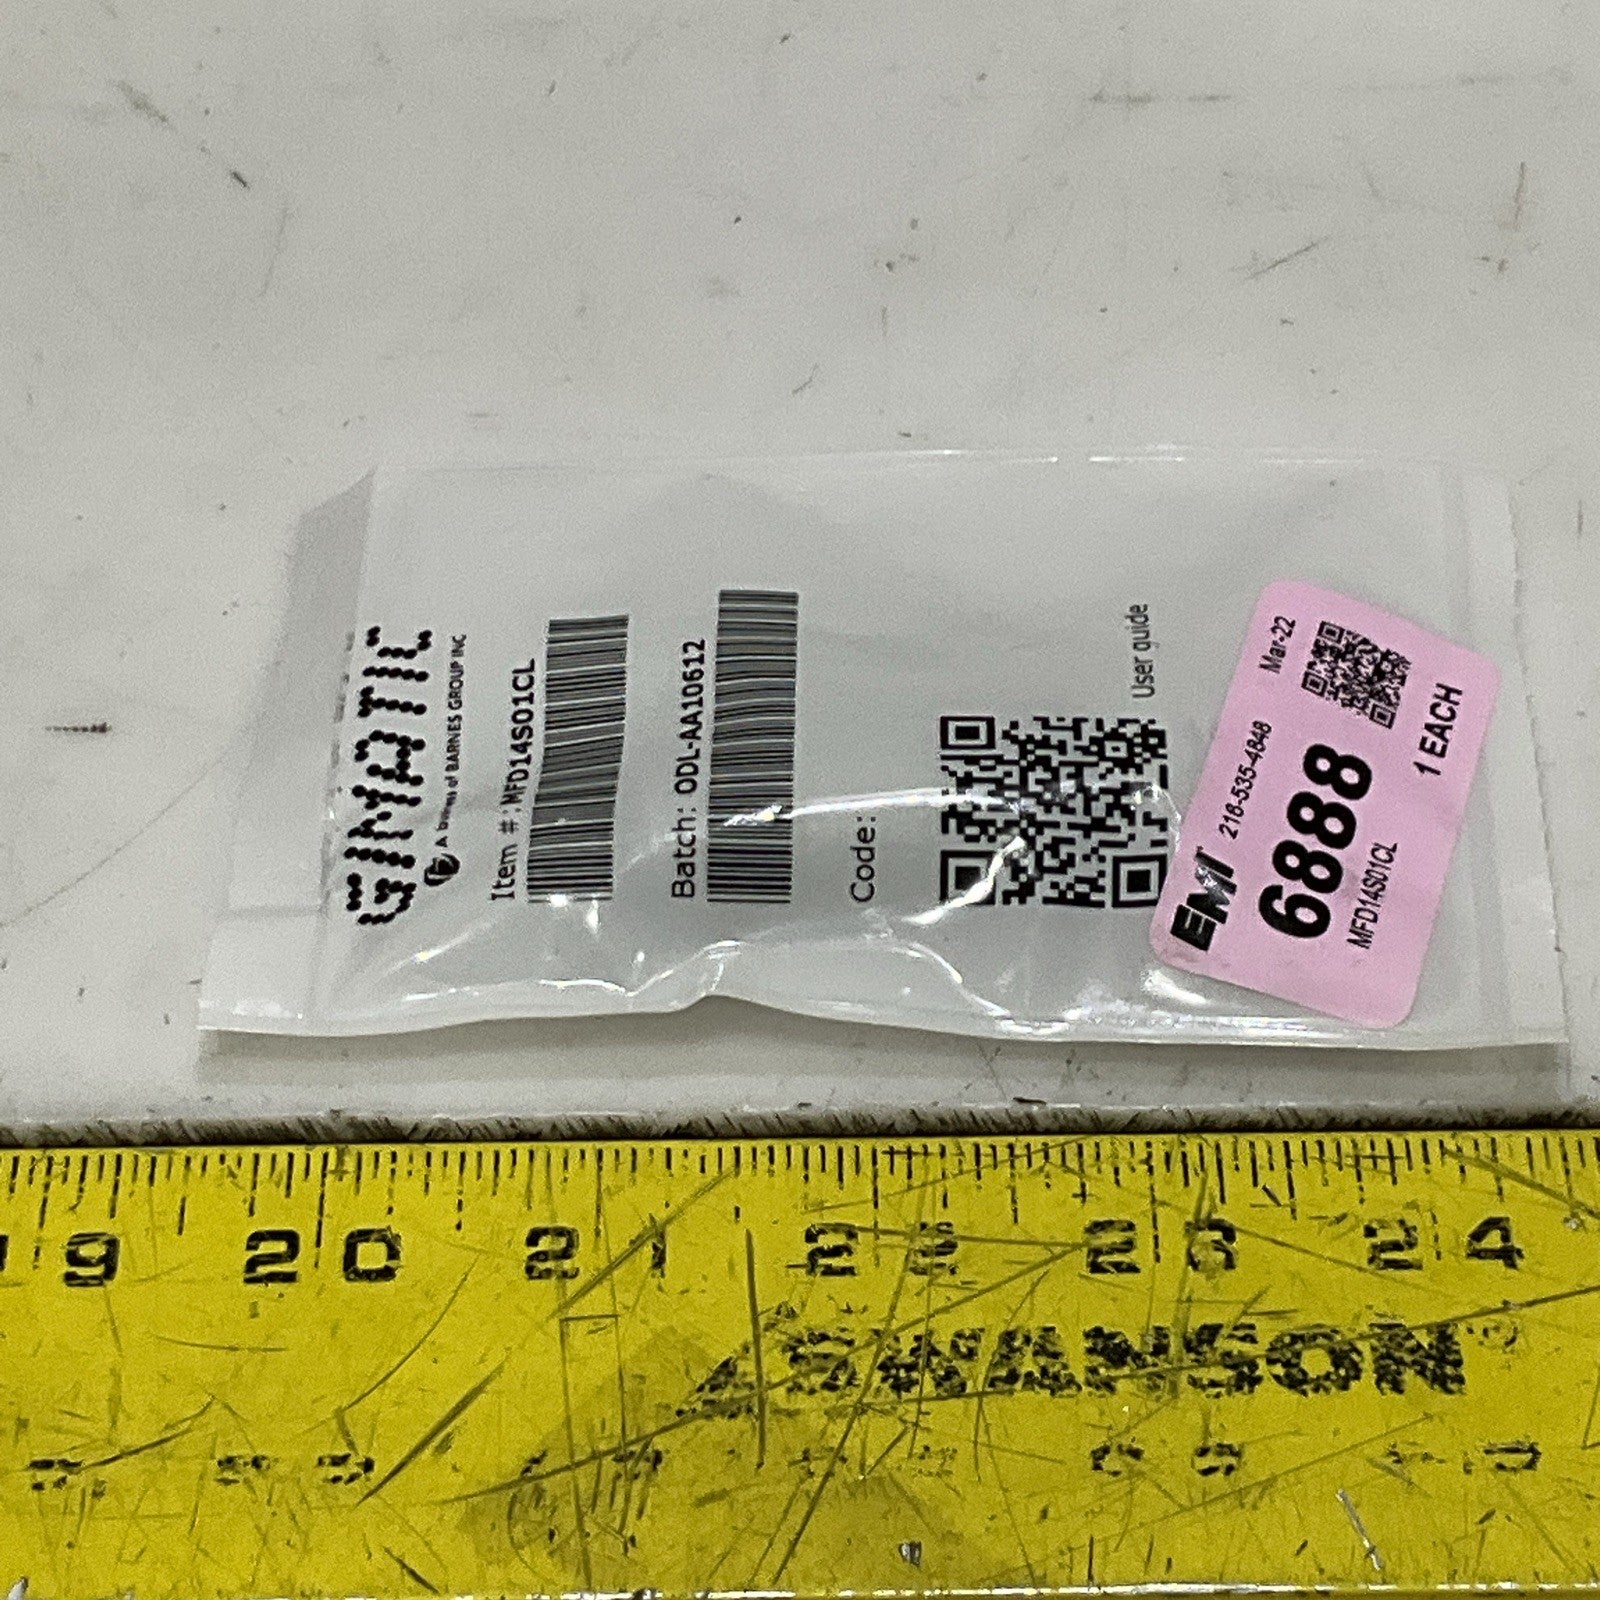 GIMATIC
A business of BARNES GROUP INC
Item #:MFD14S01CL
Batch: ODL-AA10612
Code:
User guide
EMI 216-535-4848 Mar-22
6888
MFD14S01CL 1 EACH
19 20 21 22 23 24
SWANSON